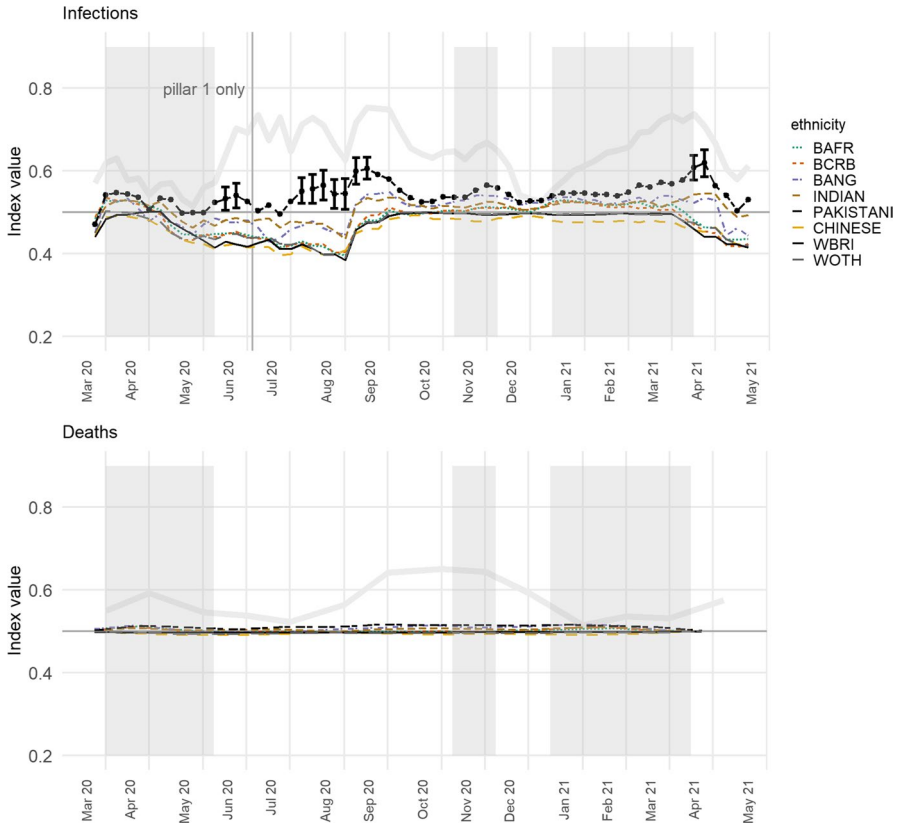 Infections
pillar 1 only
Index value
0.8
0.6
0.4
0.2
Mar 20
Apr 20
May 20
Jun 20
Jul 20
Aug 20
Sep 20
Oct 20
Nov 20
Dec 20
Jan 21
Feb 21
Mar 21
Apr 21
May 21
ethnicity
BAFR
BCRB
BANG
INDIAN
PAKISTANI
CHINESE
WBRI
WOTH
Deaths
Index value
0.8
0.6
0.4
0.2
Mar 20
Apr 20
May 20
Jun 20
Jul 20
Aug 20
Sep 20
Oct 20
Nov 20
Dec 20
Jan 21
Feb 21
Mar 21
Apr 21
May 21